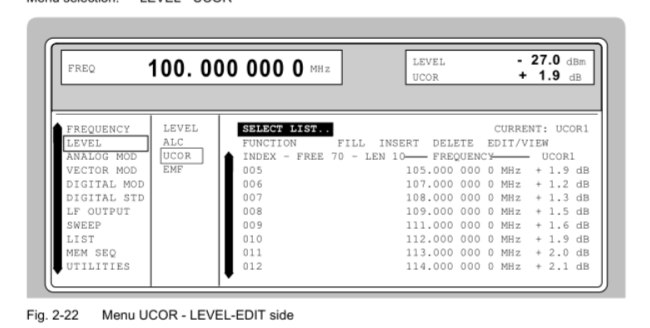 Menu selection: LEVEL - UCOR
FREQ 100. 000 000 0 MHz
LEVEL - 27.0 dBm
UCOR + 1.9 dB
FREQUENCY
LEVEL
ANALOG MOD
VECTOR MOD
DIGITAL MOD
DIGITAL STD
LF OUTPUT
SWEEP
LIST
MEM SEQ
UTILITIES
LEVEL
ALC
UCOR
EMF
SELECT LIST.. CURRENT: UCOR1
FUNCTION FILL INSERT DELETE EDIT/VIEW
INDEX - FREE 70 - LEN 10 FREQUENCY UCOR1
005 105.000 000 0 MHz + 1.9 dB
006 107.000 000 0 MHz + 1.2 dB
007 108.000 000 0 MHz + 1.3 dB
008 109.000 000 0 MHz + 1.5 dB
009 111.000 000 0 MHz + 1.6 dB
010 112.000 000 0 MHz + 1.9 dB
011 113.000 000 0 MHz + 2.0 dB
012 114.000 000 0 MHz + 2.1 dB
Fig. 2-22 Menu UCOR - LEVEL-EDIT side